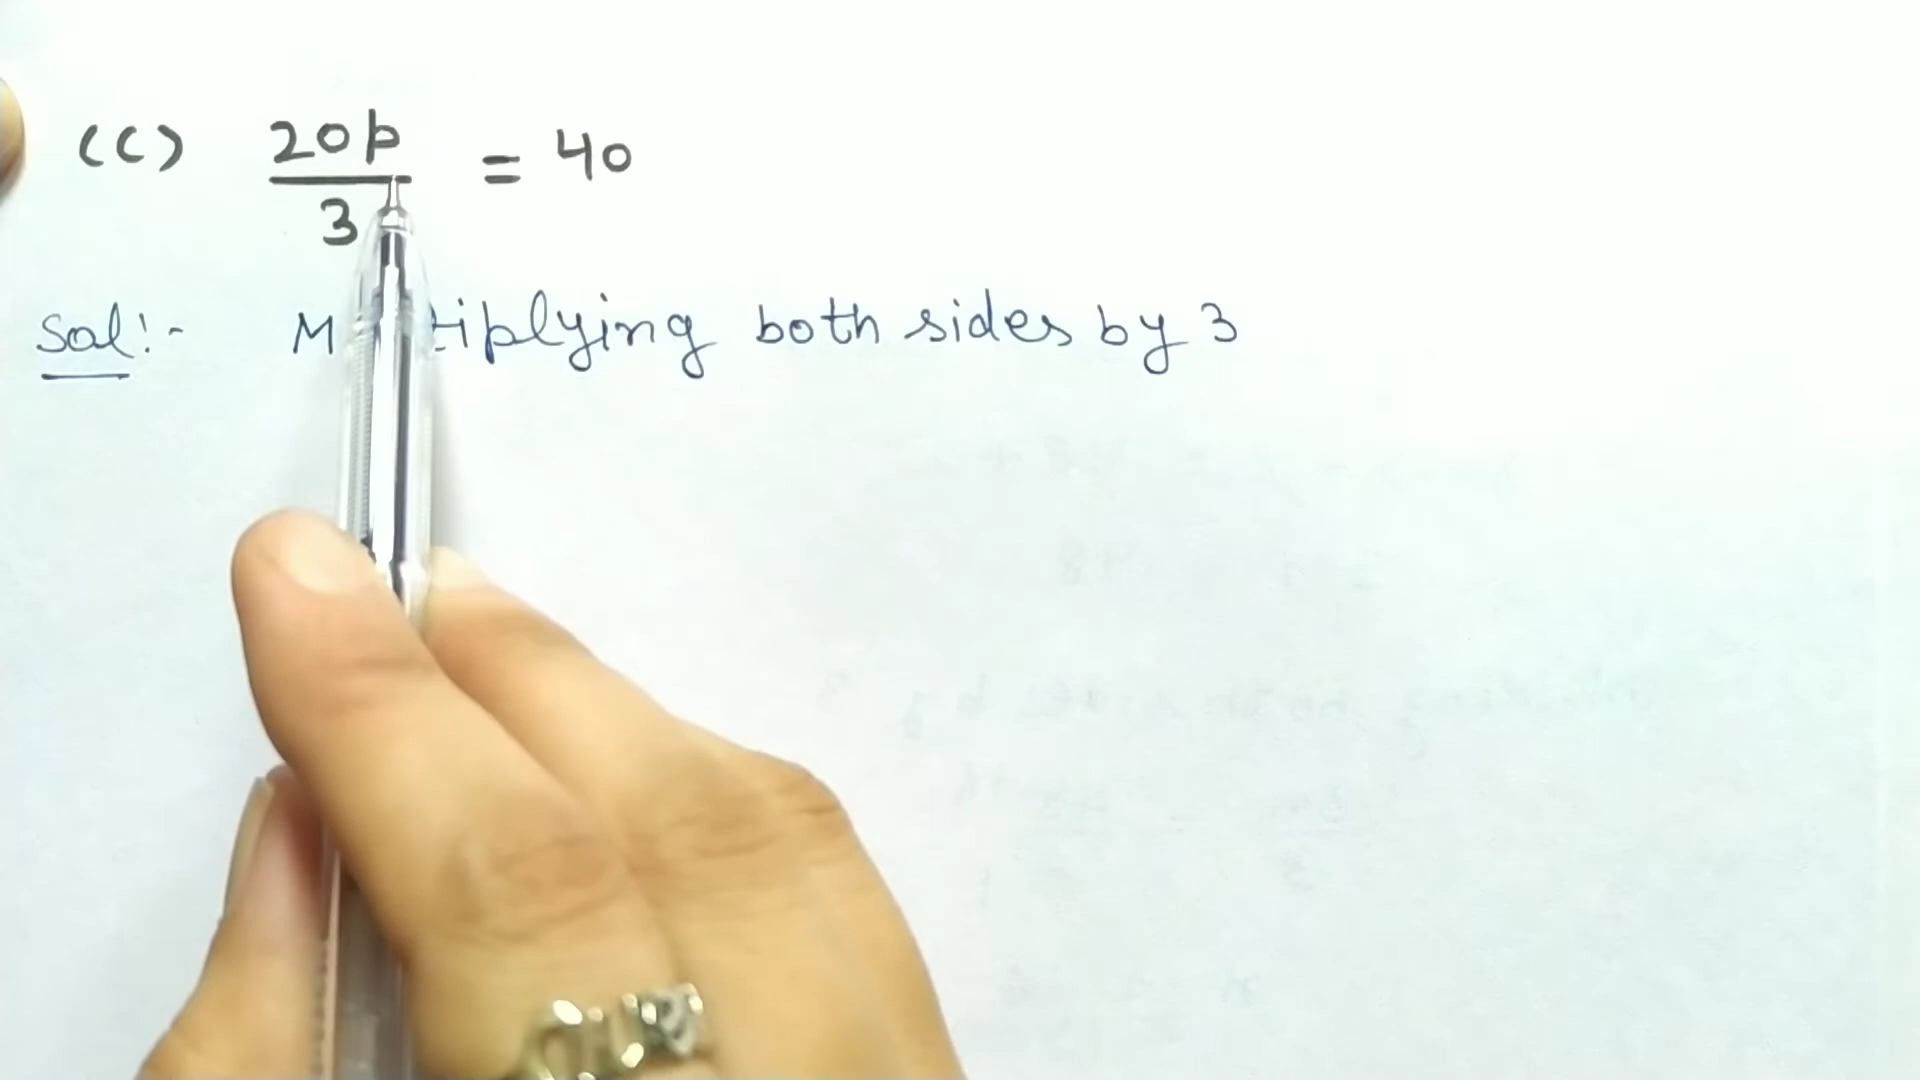 (C) 20p = 40
3
Sol:- M tiplying both sides by 3